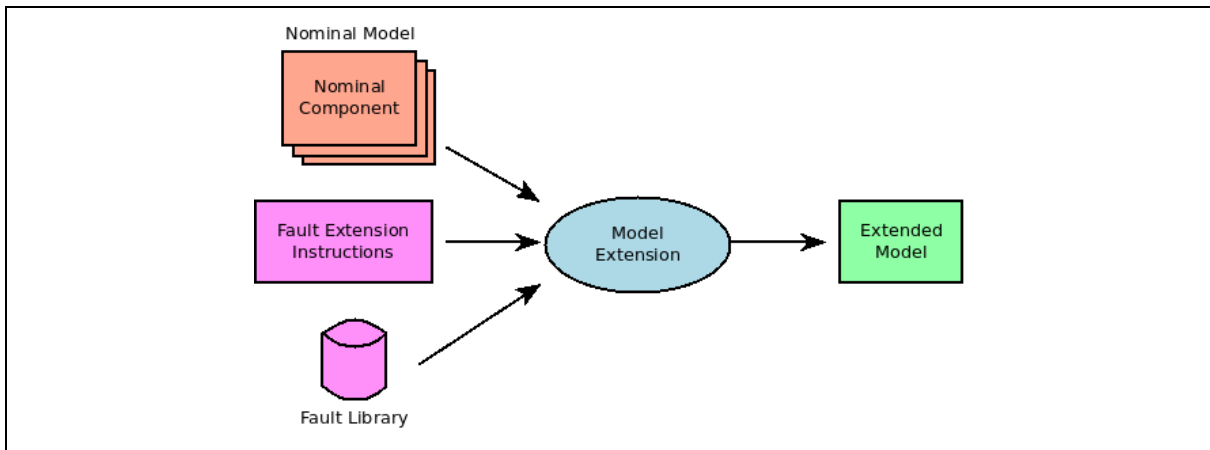 Nominal Model
Nominal
Component
Fault Extension
Instructions
Fault Library
Model
Extension
Extended
Model